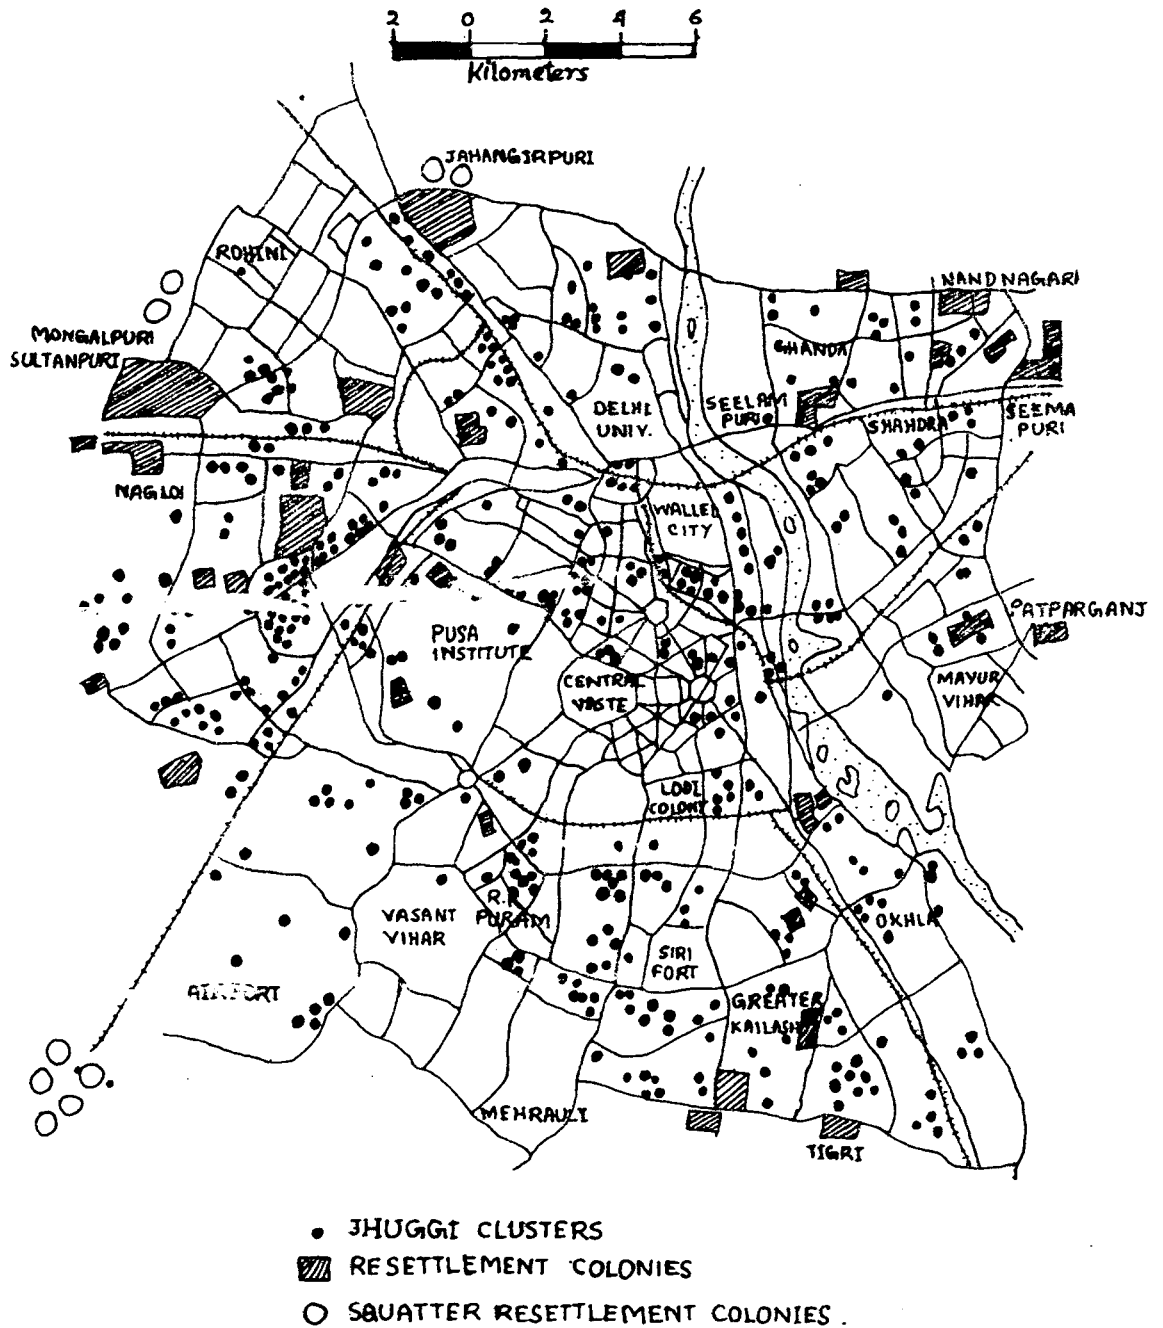 2 0 2 4 6
Kilometers
JAHANGIRPURI
ROHINI
NANDNAGARI
MONGALPURI
SULTANPURI
GHANDA
DELHI
UNIV.
SEELAM
PURI
SHAHDRA
SEEMA
PURI
NAGLOI
WALLED
CITY
PATPARGANJ
PUSA
INSTITUTE
CENTRAL
VISTE
MAYUR
VIHAR
LODI
COLONY
R.K
PURAM
VASANT
VIHAR
OKHLA
SIRI
FORT
AIRPORT
GREATER
KAILASH
MEHRAULI
TIGRI
JHUGGI CLUSTERS
RESETTLEMENT COLONIES
SQUATTER RESETTLEMENT COLONIES.